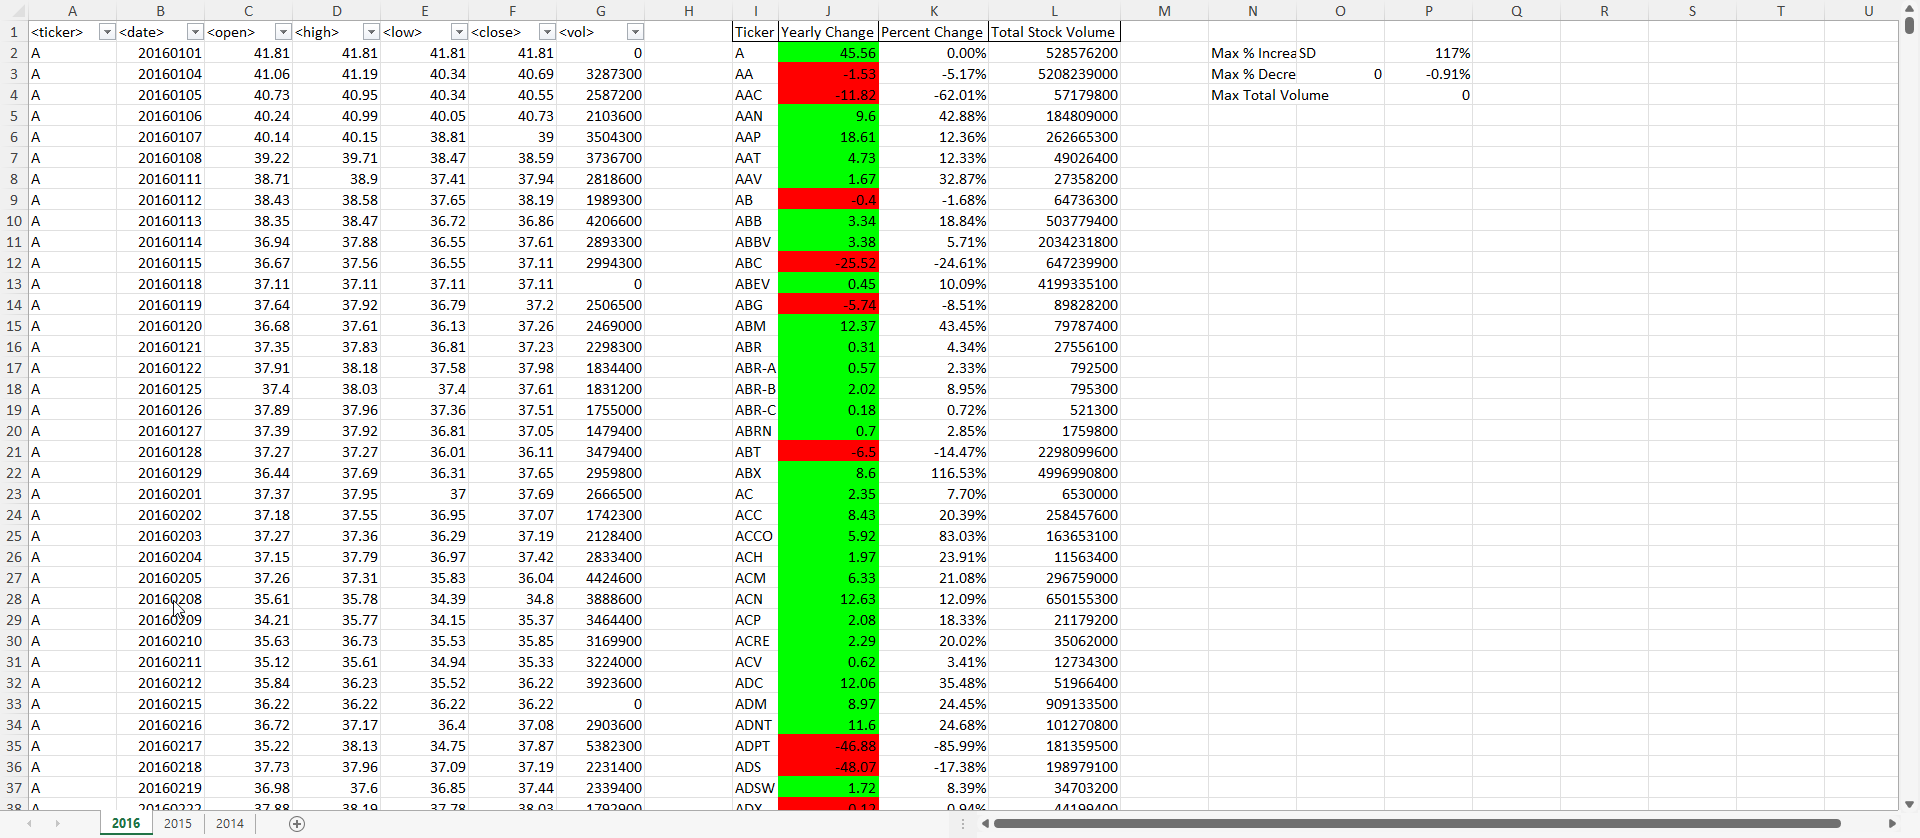 A B C D E F G H I J K L M N O P Q R S T U
1 <ticker> <date> <open> <high> <low> <close> <vol> Ticker Yearly Change Percent Change Total Stock Volume
2 A 20160101 41.81 41.81 41.81 41.81 0 A 45.56 0.00% 528576200 Max % Increa SD 117%
3 A 20160104 41.06 41.19 40.34 40.69 3287300 AA -1.53 -5.17% 5208239000 Max % Decre 0 -0.91%
4 A 20160105 40.73 40.95 40.34 40.55 2587200 AAC -11.82 -62.01% 57179800 Max Total Volume 0
5 A 20160106 40.24 40.99 40.05 40.73 2103600 AAN 9.6 42.88% 184809000
6 A 20160107 40.14 40.15 38.81 39 3504300 AAP 18.61 12.36% 262665300
7 A 20160108 39.22 39.71 38.47 38.59 3736700 AAT 4.73 12.33% 49026400
8 A 20160111 38.71 38.9 37.41 37.94 2818600 AAV 1.67 32.87% 27358200
9 A 20160112 38.43 38.58 37.65 38.19 1989300 AB -0.4 -1.68% 64736300
10 A 20160113 38.35 38.47 36.72 36.86 4206600 ABB 3.34 18.84% 503779400
11 A 20160114 36.94 37.88 36.55 37.61 2893300 ABBV 3.38 5.71% 2034231800
12 A 20160115 36.67 37.56 36.55 37.11 2994300 ABC -25.52 -24.61% 647239900
13 A 20160118 37.11 37.11 37.11 37.11 0 ABEV 0.45 10.09% 4199335100
14 A 20160119 37.64 37.92 36.79 37.2 2506500 ABG -5.74 -8.51% 89828200
15 A 20160120 36.68 37.61 36.13 37.26 2469000 ABM 12.37 43.45% 79787400
16 A 20160121 37.35 37.83 36.81 37.23 2298300 ABR 0.31 4.34% 27556100
17 A 20160122 37.91 38.18 37.58 37.98 1834400 ABR-A 0.57 2.33% 792500
18 A 20160125 37.4 38.03 37.4 37.61 1831200 ABR-B 2.02 8.95% 795300
19 A 20160126 37.89 37.96 37.36 37.51 1755000 ABR-C 0.18 0.72% 521300
20 A 20160127 37.39 37.92 36.81 37.05 1479400 ABRN 0.7 2.85% 1759800
21 A 20160128 37.27 37.27 36.01 36.11 3479400 ABT -6.5 -14.47% 2298099600
22 A 20160129 36.44 37.69 36.31 37.65 2959800 ABX 8.6 116.53% 4996990800
23 A 20160201 37.37 37.95 37 37.69 2666500 AC 2.35 7.70% 6530000
24 A 20160202 37.18 37.55 36.95 37.07 1742300 ACC 8.43 20.39% 258457600
25 A 20160203 37.27 37.36 36.29 37.19 2128400 ACCO 5.92 83.03% 163653100
26 A 20160204 37.15 37.79 36.97 37.42 2833400 ACH 1.97 23.91% 11563400
27 A 20160205 37.26 37.31 35.83 36.04 4424600 ACM 6.33 21.08% 296759000
28 A 20160208 35.61 35.78 34.39 34.8 3888600 ACN 12.63 12.09% 650155300
29 A 20160209 34.21 35.77 34.15 35.37 3464400 ACP 2.08 18.33% 21179200
30 A 20160210 35.63 36.73 35.53 35.85 3169900 ACRE 2.29 20.02% 35062000
31 A 20160211 35.12 35.61 34.94 35.33 3224000 ACV 0.62 3.41% 12734300
32 A 20160212 35.84 36.23 35.52 36.22 3923600 ADC 12.06 35.48% 51966400
33 A 20160215 36.22 36.22 36.22 36.22 0 ADM 8.97 24.45% 909133500
34 A 20160216 36.72 37.17 36.4 37.08 2903600 ADNT 11.6 24.68% 101270800
35 A 20160217 35.22 38.13 34.75 37.87 5382300 ADPT -46.88 -85.99% 181359500
36 A 20160218 37.73 37.96 37.09 37.19 2231400 ADS -48.07 -17.38% 198979100
37 A 20160219 36.98 37.6 36.85 37.44 2339400 ADSW 1.72 8.39% 34703200
38 A 20160222 37.88 38.19 37.78 38.03 1792900 ADX 0.94% 44199400
2016 2015 2014